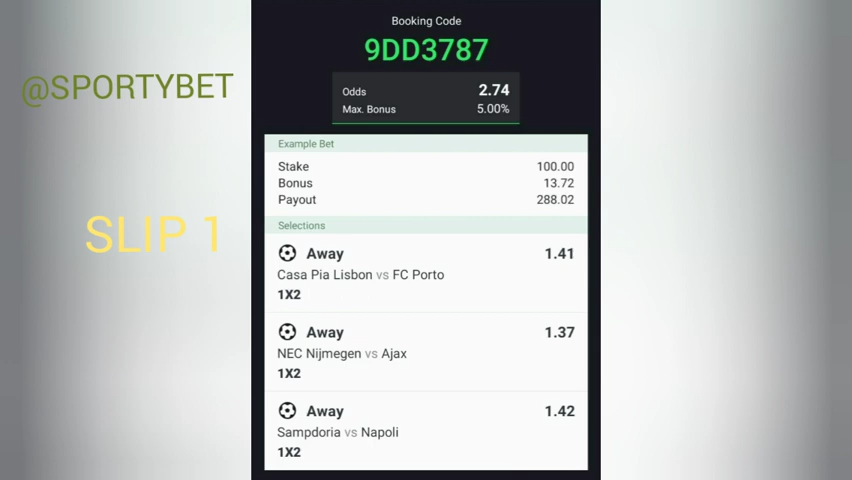 Booking Code
9DD3787
@SPORTYBET
Odds 2.74
Max. Bonus 5.00%
Example Bet
Stake 100.00
Bonus 13.72
Payout 288.02
SLIP 1
Selections
Away 1.41
Casa Pia Lisbon vs FC Porto
1X2
Away 1.37
NEC Nijmegen vs Ajax
1X2
Away 1.42
Sampdoria vs Napoli
1X2